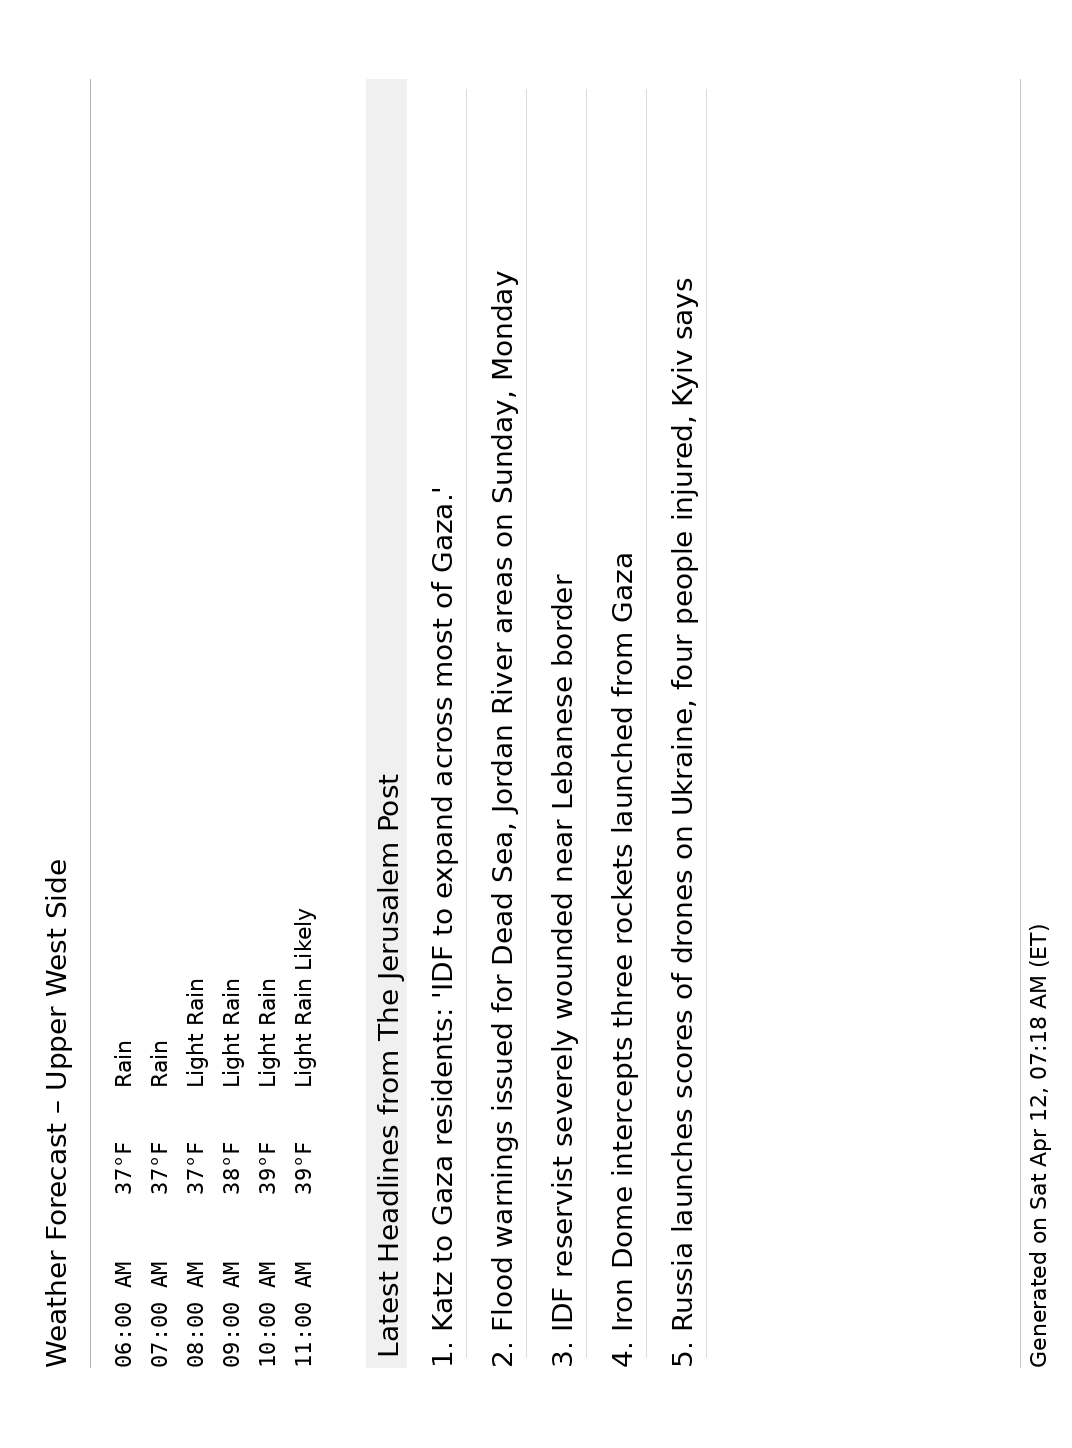 Weather Forecast – Upper West Side
06:00 AM 37°F Rain
07:00 AM 37°F Rain
08:00 AM 37°F Light Rain
09:00 AM 38°F Light Rain
10:00 AM 39°F Light Rain
11:00 AM 39°F Light Rain Likely
Latest Headlines from The Jerusalem Post
1. Katz to Gaza residents: 'IDF to expand across most of Gaza.'
2. Flood warnings issued for Dead Sea, Jordan River areas on Sunday, Monday
3. IDF reservist severely wounded near Lebanese border
4. Iron Dome intercepts three rockets launched from Gaza
5. Russia launches scores of drones on Ukraine, four people injured, Kyiv says
Generated on Sat Apr 12, 07:18 AM (ET)